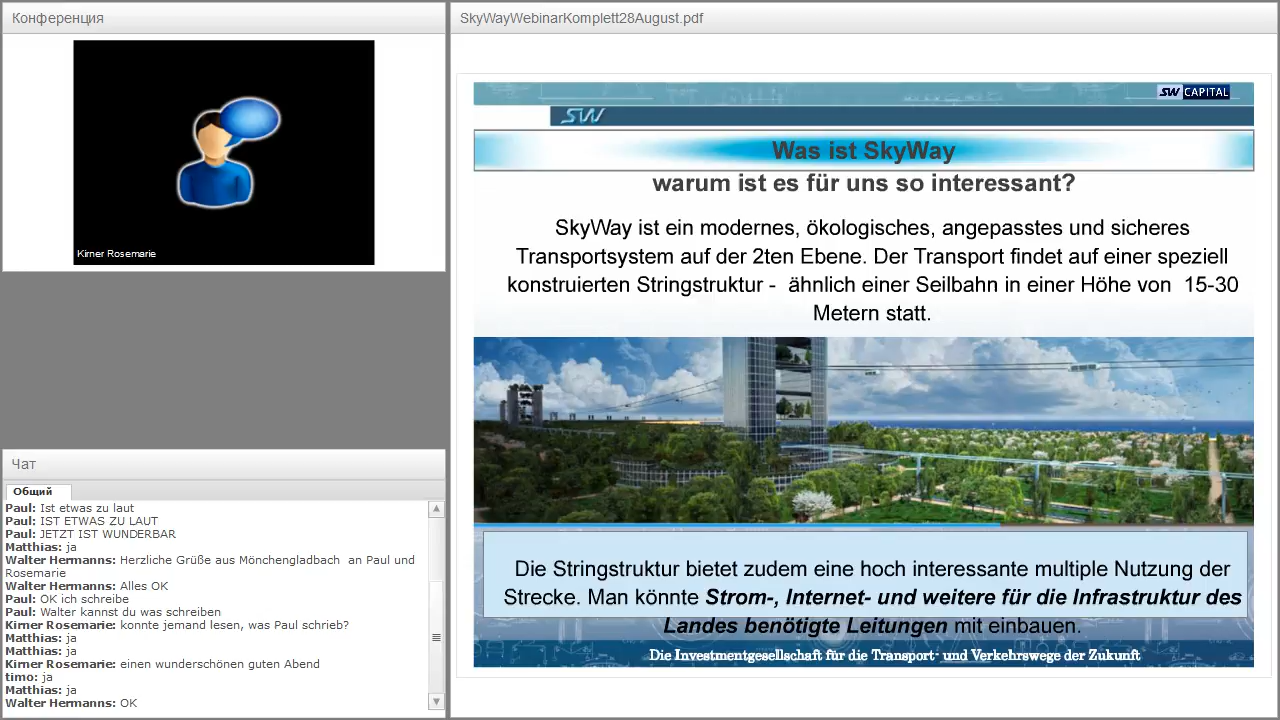 Конференция
Kirner Rosemarie
Чат
Общий
Paul: Ist etwas zu laut
Paul: IST ETWAS ZU LAUT
Paul: JETZT IST WUNDERBAR
Matthias: ja
Walter Hermanns: Herzliche Grüße aus Mönchengladbach an Paul und
Rosemarie
Walter Hermanns: Alles OK
Paul: OK ich schreibe
Paul: Walter kannst du was schreiben
Kirner Rosemarie: konnte jemand lesen, was Paul schrieb?
Matthias: ja
Matthias: ja
Kirner Rosemarie: einen wunderschönen guten Abend
timo: ja
Matthias: ja
Walter Hermanns: OK
SkyWayWebinarKomplett28August.pdf
SW CAPITAL
SW
Was ist SkyWay
warum ist es für uns so interessant?
SkyWay ist ein modernes, ökologisches, angepasstes und sicheres
Transportsystem auf der 2ten Ebene. Der Transport findet auf einer speziell
konstruierten Stringstruktur - ähnlich einer Seilbahn in einer Höhe von 15-30
Metern statt.
Die Stringstruktur bietet zudem eine hoch interessante multiple Nutzung der
Strecke. Man könnte Strom-, Internet- und weitere für die Infrastruktur des
Landes benötigte Leitungen mit einbauen.
Die Investmentgesellschaft für die Transport- und Verkehrswege der Zukunft